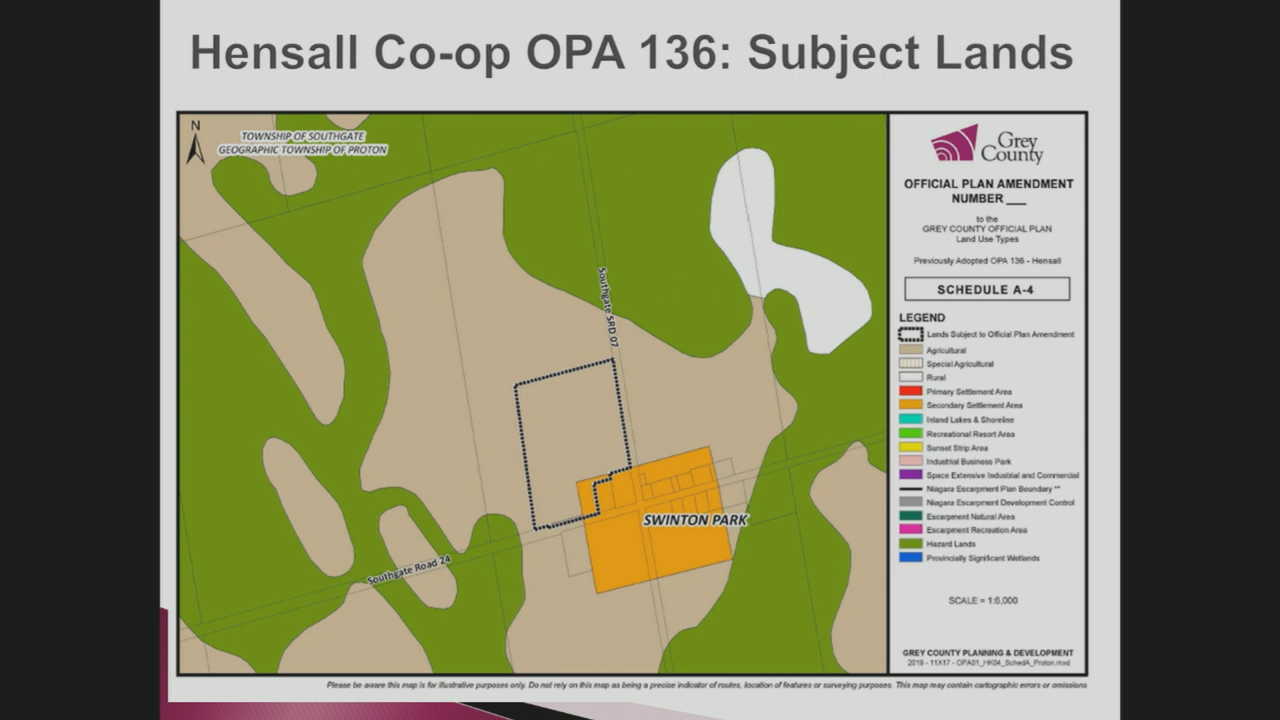 Hensall Co-op OPA 136: Subject Lands
N
TOWNSHIP OF SOUTHGATE
GEOGRAPHIC TOWNSHIP OF PROTON
Southgate SRD 07
SWINTON PARK
Southgate Road 24
Grey
County
OFFICIAL PLAN AMENDMENT
NUMBER ___
to the
GREY COUNTY OFFICIAL PLAN
Land Use Types
Previously Adopted OPA 136 - Hensall
SCHEDULE A-4
LEGEND
Lands Subject to Official Plan Amendment
Agricultural
Special Agricultural
Rural
Primary Settlement Area
Secondary Settlement Area
Inland Lakes & Shoreline
Recreational Resort Area
Sunset Strip Area
Industrial Business Park
Space Extensive Industrial and Commercial
Niagara Escarpment Plan Boundary **
Niagara Escarpment Development Control
Escarpment Natural Area
Escarpment Recreation Area
Hazard Lands
Provincially Significant Wetlands
SCALE = 1:6,000
GREY COUNTY PLANNING & DEVELOPMENT
2019 - 11X17 - OPA01_HK04_SchedA_Proton.mxd
Please be aware this map is for illustrative purposes only. Do not rely on this map as being a precise indicator of routes, location of features or surveying purposes. This map may contain cartographic errors or omissions